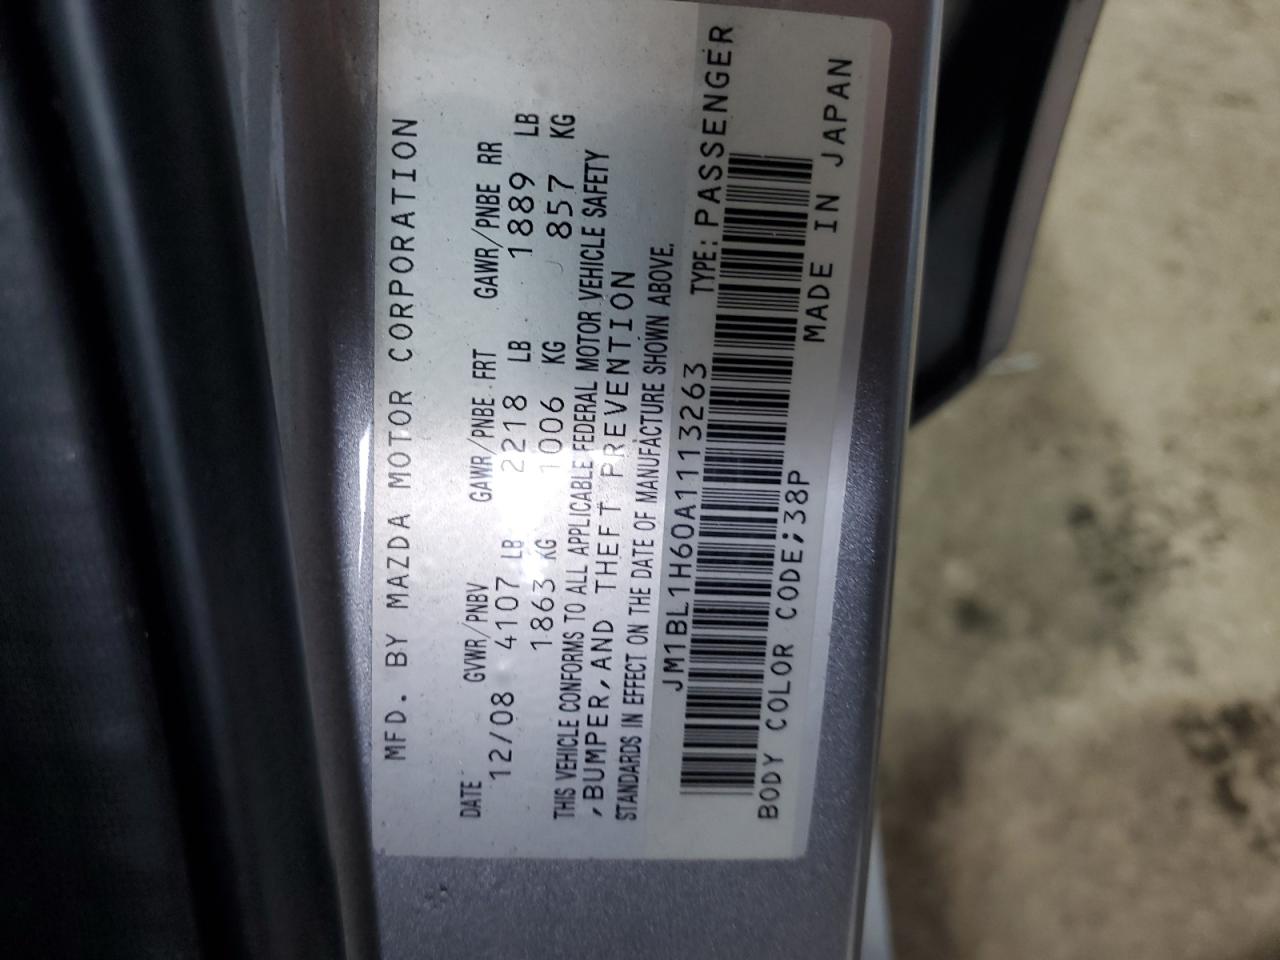 MFD. BY MAZDA MOTOR CORPORATION
DATE GVWR/PNBV GAWR/PNBE FRT GAWR/PNBE RR
12/08 4107 LB 2218 LB 1889 LB
1863 KG 1006 KG 857 KG
THIS VEHICLE CONFORMS TO ALL APPLICABLE FEDERAL MOTOR VEHICLE SAFETY
,BUMPER,AND THEFT PREVENTION
STANDARDS IN EFFECT ON THE DATE OF MANUFACTURE SHOWN ABOVE.
JM1BL1H60A1113263 TYPE:PASSENGER
BODY COLOR CODE;38P MADE IN JAPAN